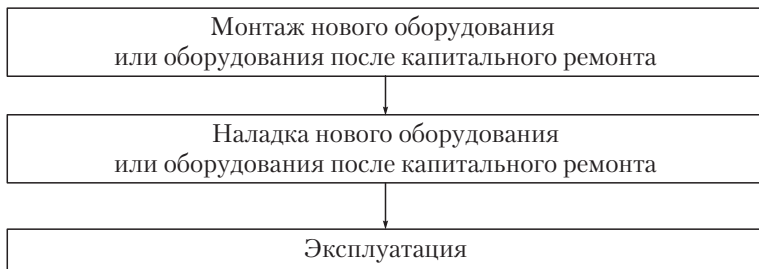 Монтаж нового оборудования
или оборудования после капитального ремонта
Наладка нового оборудования
или оборудования после капитального ремонта
Эксплуатация